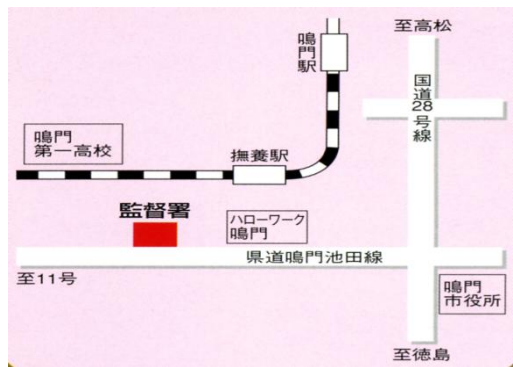 至高松
鳴門駅
国道28号線
鳴門
第一高校
撫養駅
監督署
ハローワーク
鳴門
県道鳴門池田線
至11号
鳴門
市役所
至徳島